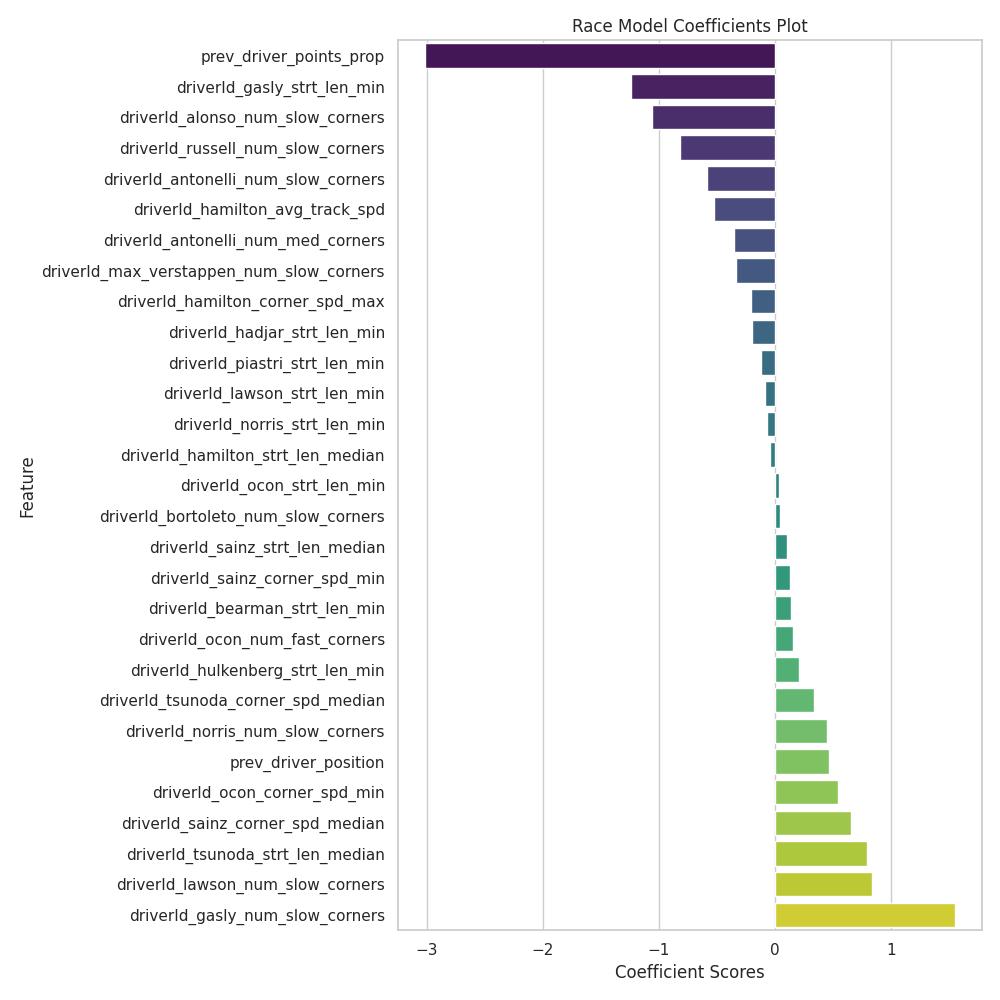 Race Model Coefficients Plot
prev_driver_points_prop
driverId_gasly_strt_len_min
driverId_alonso_num_slow_corners
driverId_russell_num_slow_corners
driverId_antonelli_num_slow_corners
driverId_hamilton_avg_track_spd
driverId_antonelli_num_med_corners
driverId_max_verstappen_num_slow_corners
driverId_hamilton_corner_spd_max
driverId_hadjar_strt_len_min
driverId_piastri_strt_len_min
driverId_lawson_strt_len_min
driverId_norris_strt_len_min
driverId_hamilton_strt_len_median
driverId_ocon_strt_len_min
driverId_bortoleto_num_slow_corners
driverId_sainz_strt_len_median
driverId_sainz_corner_spd_min
driverId_bearman_strt_len_min
driverId_ocon_num_fast_corners
driverId_hulkenberg_strt_len_min
driverId_tsunoda_corner_spd_median
driverId_norris_num_slow_corners
prev_driver_position
driverId_ocon_corner_spd_min
driverId_sainz_corner_spd_median
driverId_tsunoda_strt_len_median
driverId_lawson_num_slow_corners
driverId_gasly_num_slow_corners
Feature
−3 −2 −1 0 1
Coefficient Scores